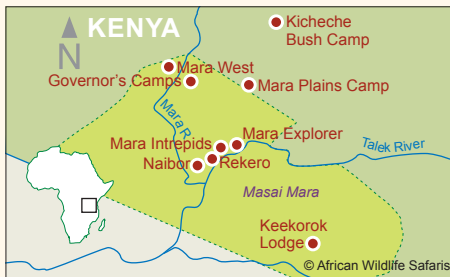 KENYA
N
Kicheche
Bush Camp
Mara West
Governor's Camps
Mara Plains Camp
Mara R.
Mara Explorer
Mara Intrepids
Talek River
Naibor
Rekero
Masai Mara
Keekorok
Lodge
© African Wildlife Safaris